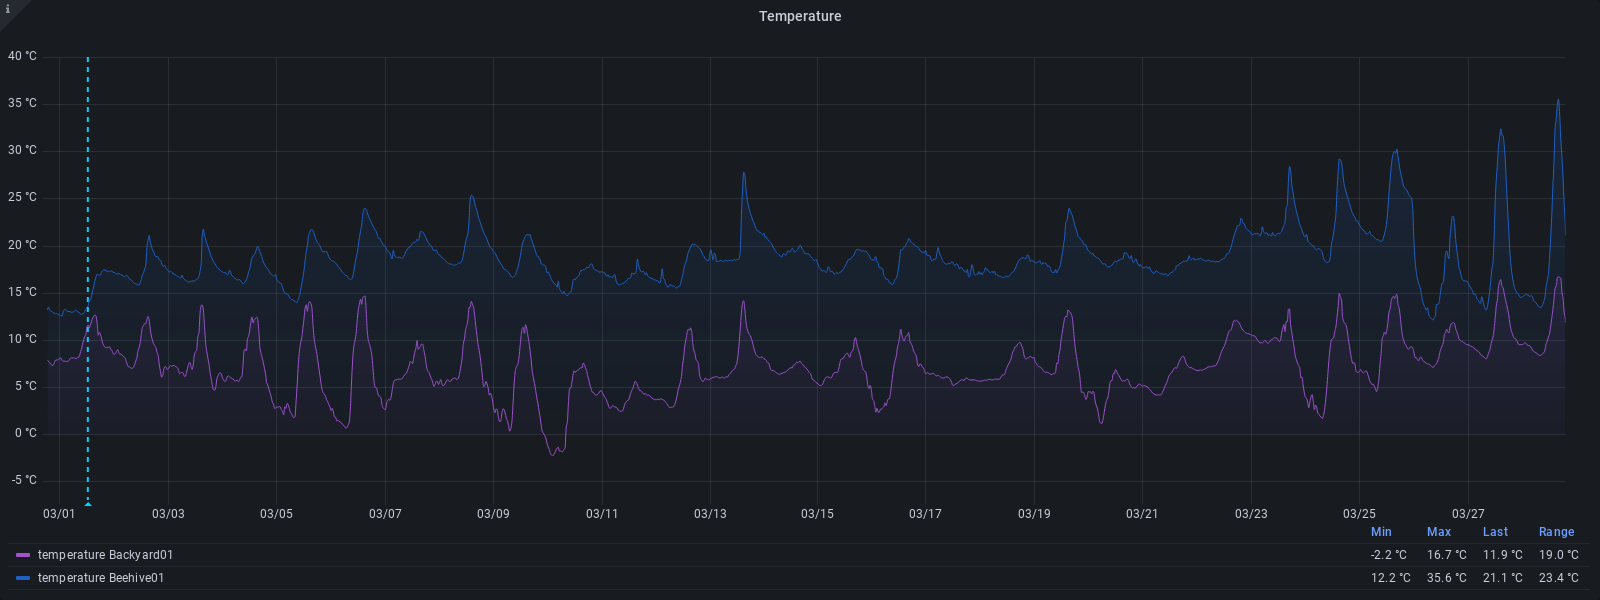 i
Temperature
40 °C
35 °C
30 °C
25 °C
20 °C
15 °C
10 °C
5 °C
0 °C
-5 °C
03/01 03/03 03/05 03/07 03/09 03/11 03/13 03/15 03/17 03/19 03/21 03/23 03/25 03/27
Min Max Last Range
temperature Backyard01 -2.2 °C 16.7 °C 11.9 °C 19.0 °C
temperature Beehive01 12.2 °C 35.6 °C 21.1 °C 23.4 °C